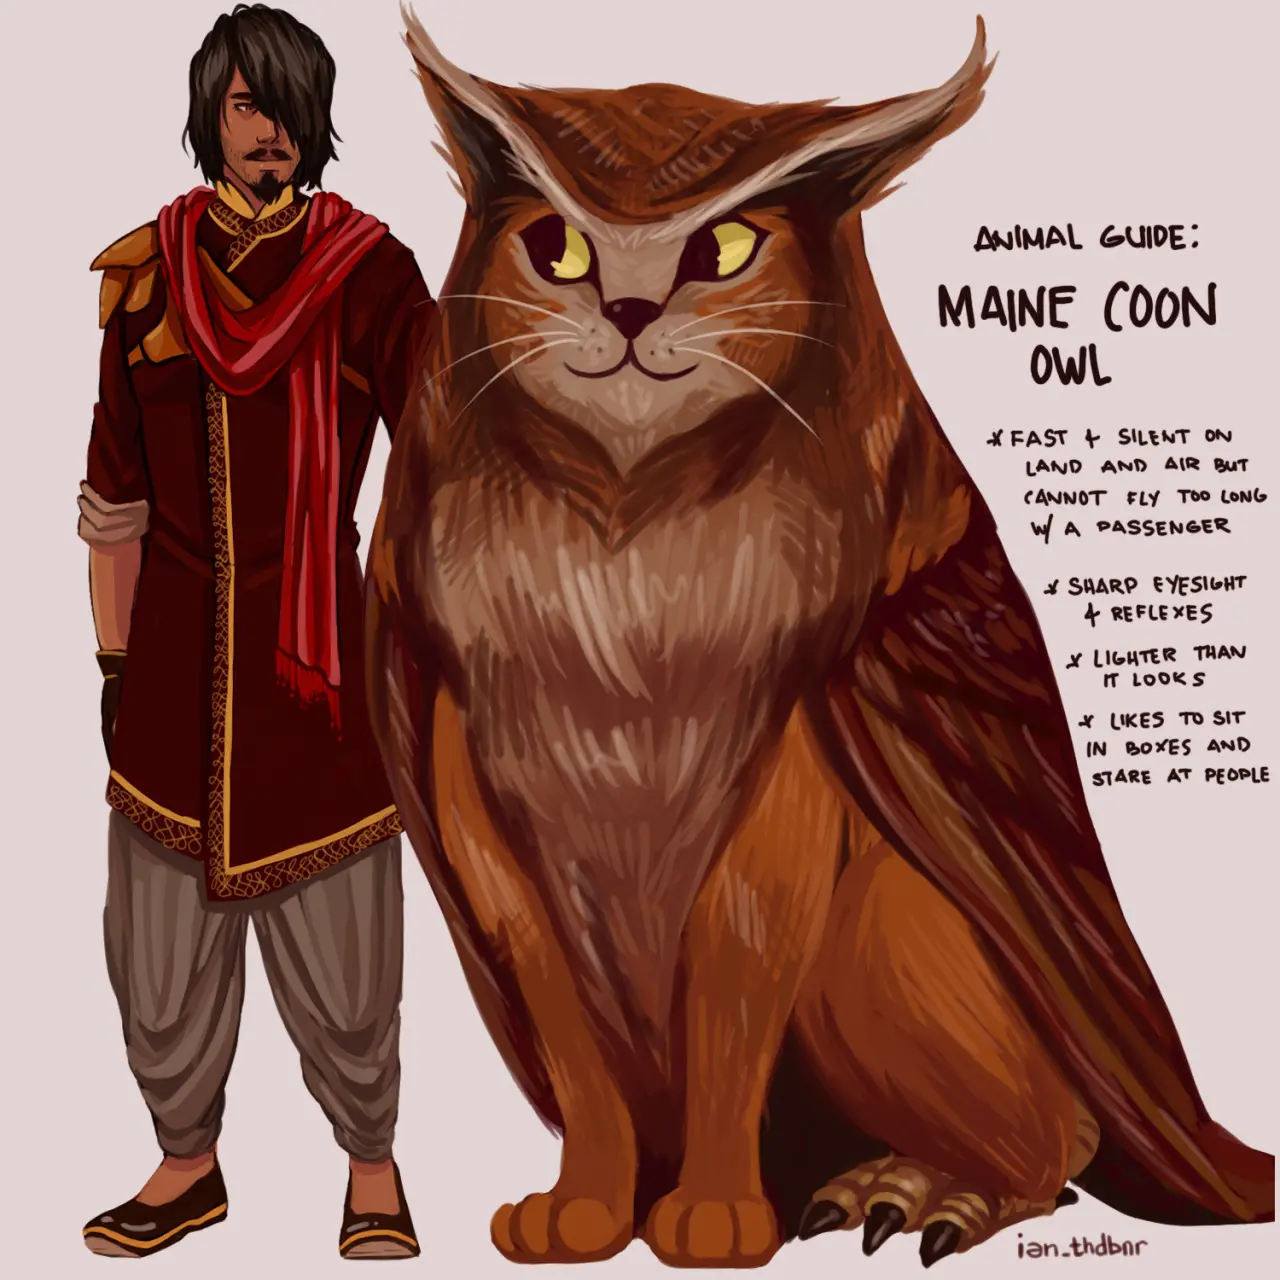 ANIMAL GUIDE:
MAINE COON
OWL
* FAST & SILENT ON
LAND AND AIR BUT
CANNOT FLY TOO LONG
W/ A PASSENGER
* SHARP EYESIGHT
& REFLEXES
* LIGHTER THAN
IT LOOKS
* LIKES TO SIT
IN BOXES AND
STARE AT PEOPLE
ian_thdbnr